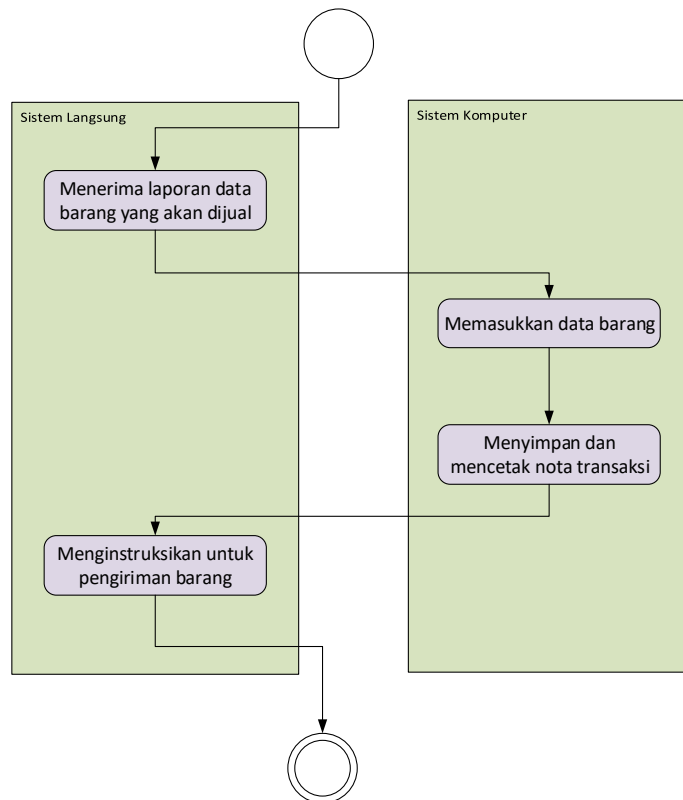 Sistem Langsung
Sistem Komputer
Menerima laporan data
barang yang akan dijual
Memasukkan data barang
Menyimpan dan
mencetak nota transaksi
Menginstruksikan untuk
pengiriman barang